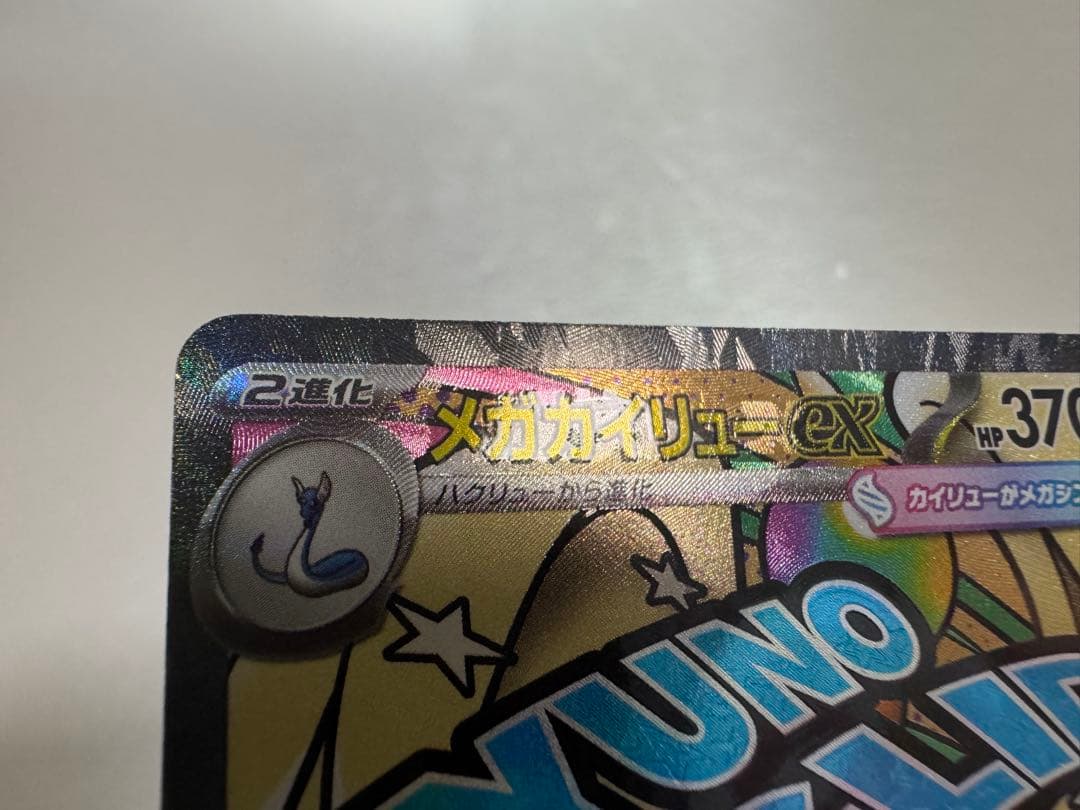 2進化
メガカイリューex
HP 370
ハクリューから進化
カイリューがメガシン
YUNO